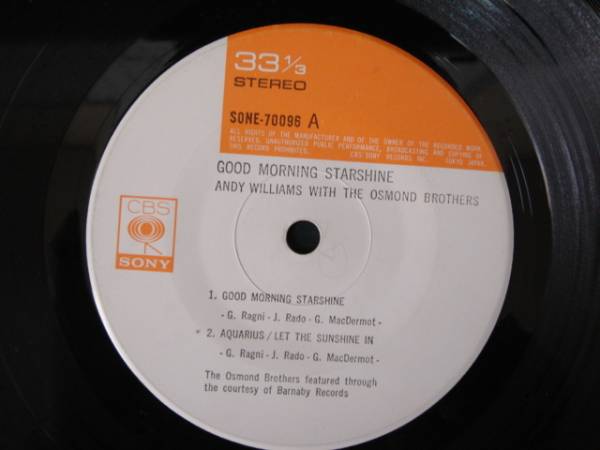 33 1/3
STEREO
SONE-70096 A
ALL RIGHTS OF THE MANUFACTURER AND OF THE OWNER OF THE RECORDED WORK
RESERVED. UNAUTHORIZED PUBLIC PERFORMANCE, BROADCASTING AND COPYING OF
THIS RECORD PROHIBITED. CBS/SONY RECORDS INC. TOKYO JAPAN.
GOOD MORNING STARSHINE
ANDY WILLIAMS WITH THE OSMOND BROTHERS
CBS
SONY
1. GOOD MORNING STARSHINE
- G. Ragni - J. Rado - G. MacDermot -
* 2. AQUARIUS / LET THE SUNSHINE IN
- G. Ragni - J. Rado - G. MacDermot -
The Osmond Brothers featured through
the courtesy of Barnaby Records